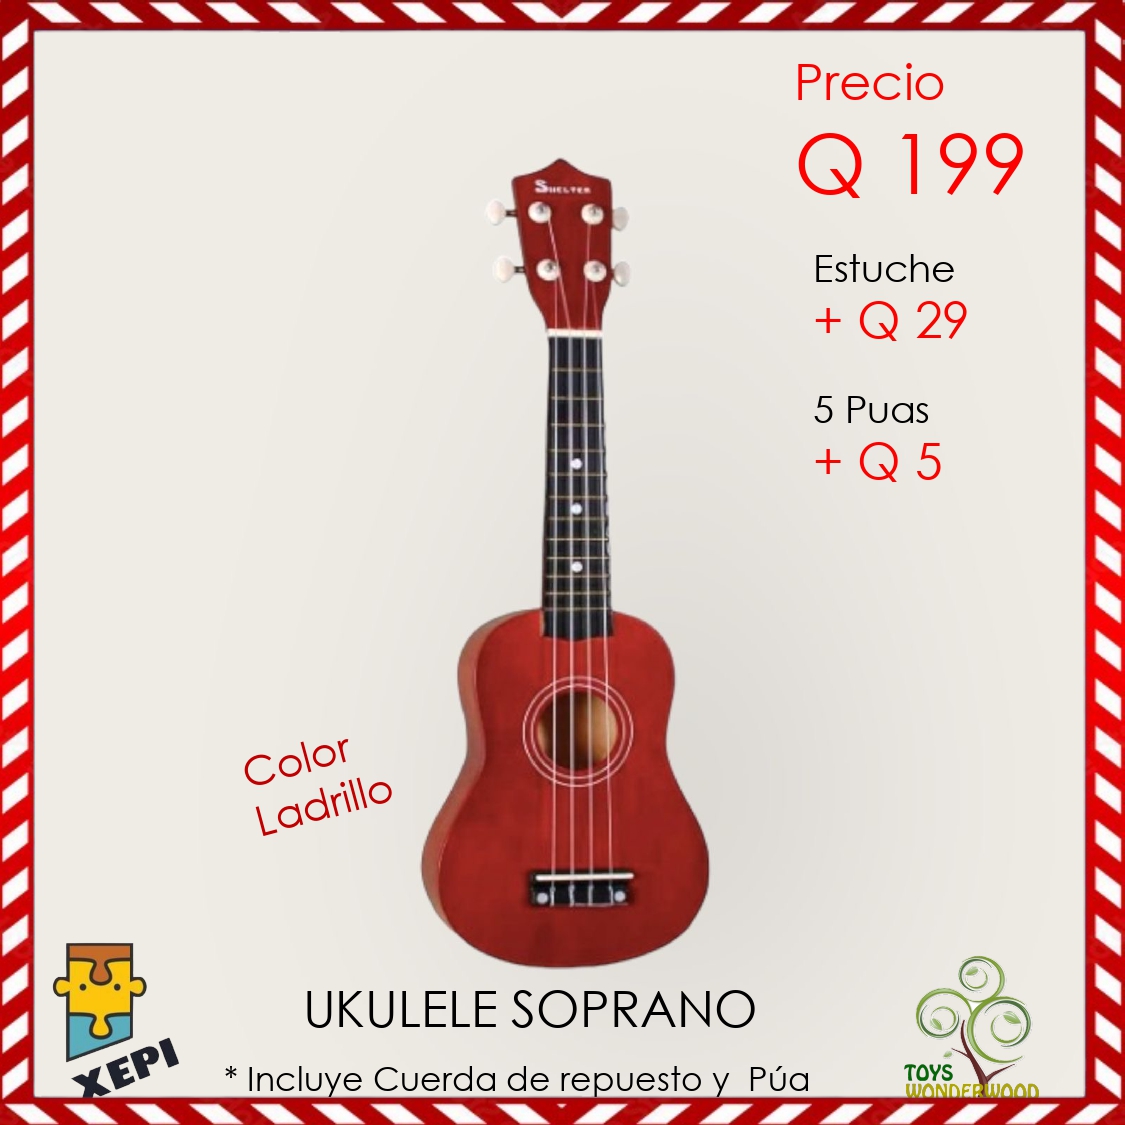 Precio
Q 199
Estuche
+ Q 29
5 Puas
+ Q 5
SHELTER
Color
Ladrillo
UKULELE SOPRANO
* Incluye Cuerda de repuesto y Púa
XEPI
TOYS
WONDERWOOD